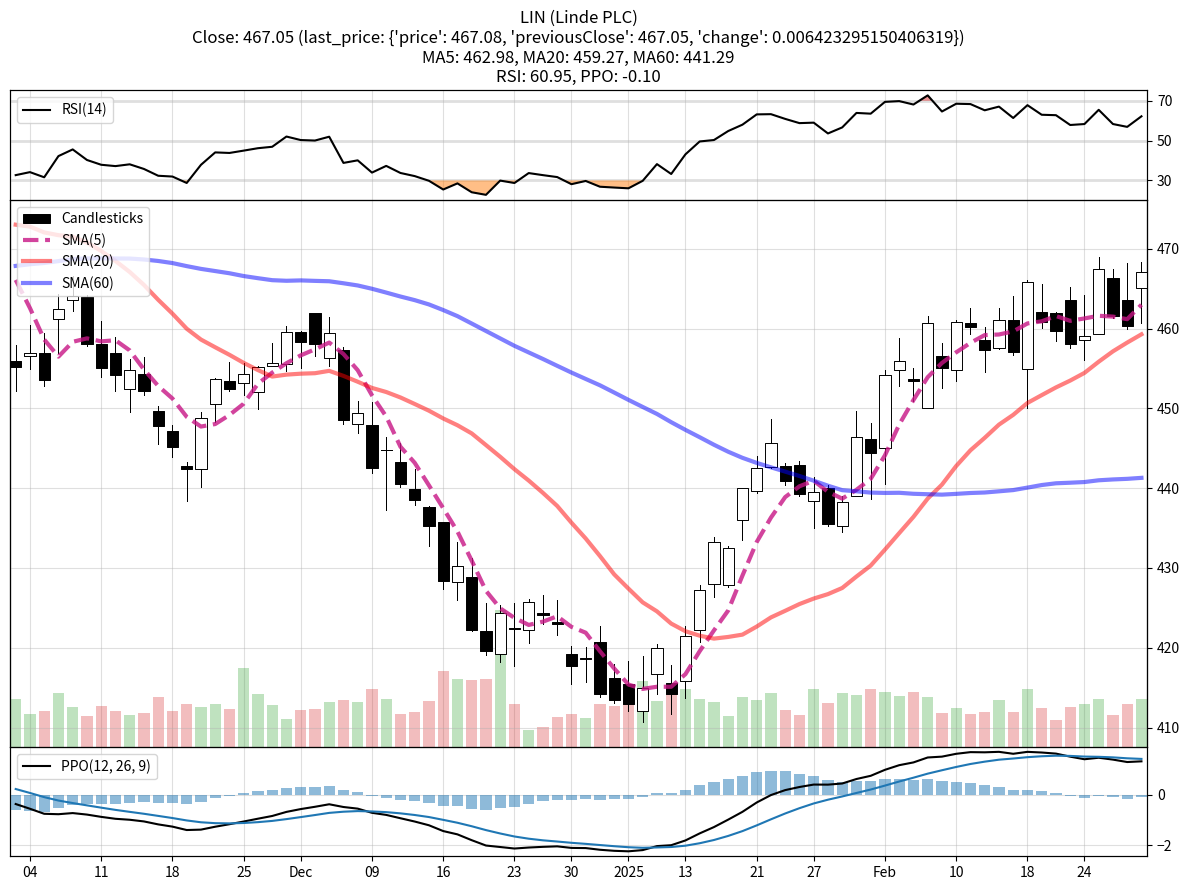 LIN (Linde PLC)
Close: 467.05 (last_price: {'price': 467.08, 'previousClose': 467.05, 'change': 0.006423295150406319})
MA5: 462.98, MA20: 459.27, MA60: 441.29
RSI: 60.95, PPO: -0.10
RSI(14)
70
50
30
Candlesticks
SMA(5)
SMA(20)
SMA(60)
470
460
450
440
430
420
410
PPO(12, 26, 9)
0
−2
04 11 18 25 Dec 09 16 23 30 2025 13 21 27 Feb 10 18 24